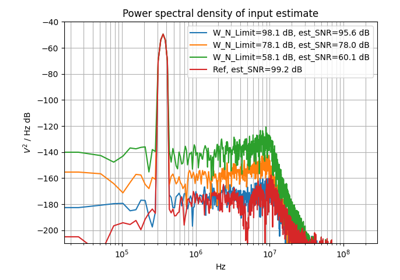 Power spectral density of input estimate
W_N_Limit=98.1 dB, est_SNR=95.6 dB
W_N_Limit=78.1 dB, est_SNR=78.0 dB
W_N_Limit=58.1 dB, est_SNR=60.1 dB
Ref, est_SNR=99.2 dB
−40
−60
−80
−100
−120
−140
−160
−180
−200
V² / Hz dB
10⁵
10⁶
10⁷
10⁸
Hz